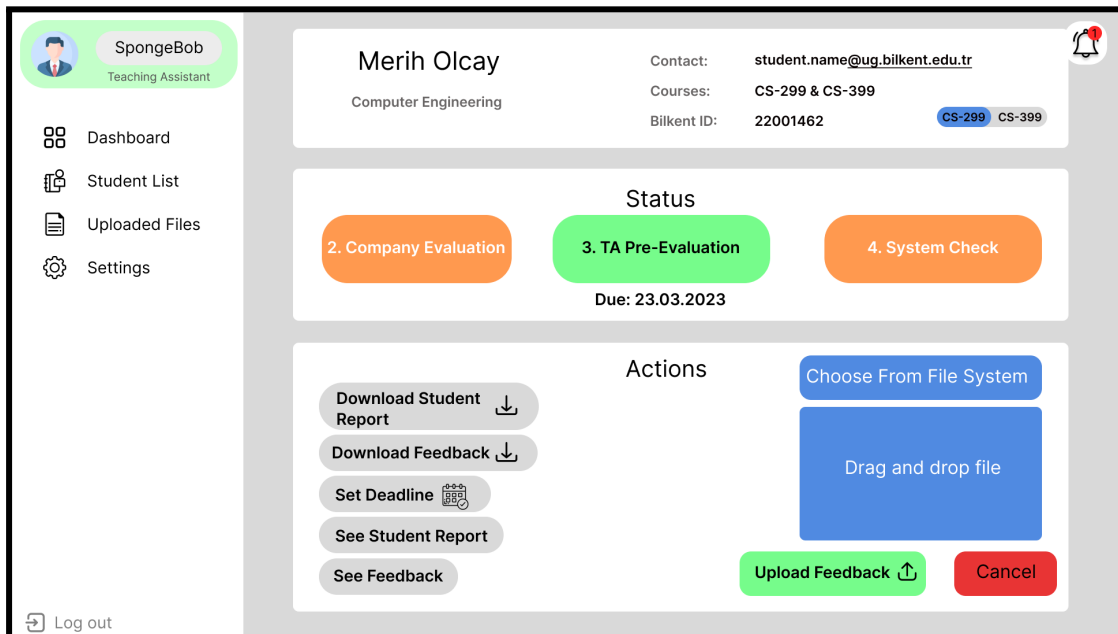 SpongeBob
Teaching Assistant
Dashboard
Student List
Uploaded Files
Settings
Log out
1
Merih Olcay
Computer Engineering
Contact: student.name@ug.bilkent.edu.tr
Courses: CS-299 & CS-399
Bilkent ID: 22001462
CS-299 CS-399
Status
2. Company Evaluation
3. TA Pre-Evaluation
4. System Check
Due: 23.03.2023
Actions
Download Student
Report
Download Feedback
Set Deadline
See Student Report
See Feedback
Choose From File System
Drag and drop file
Upload Feedback
Cancel